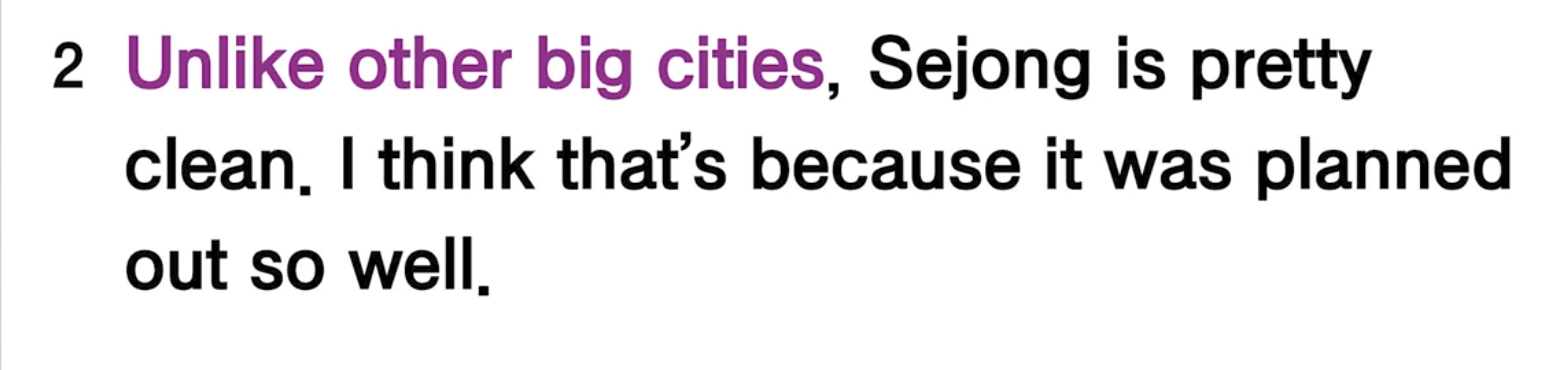 2 Unlike other big cities, Sejong is pretty
clean. I think that’s because it was planned
out so well.